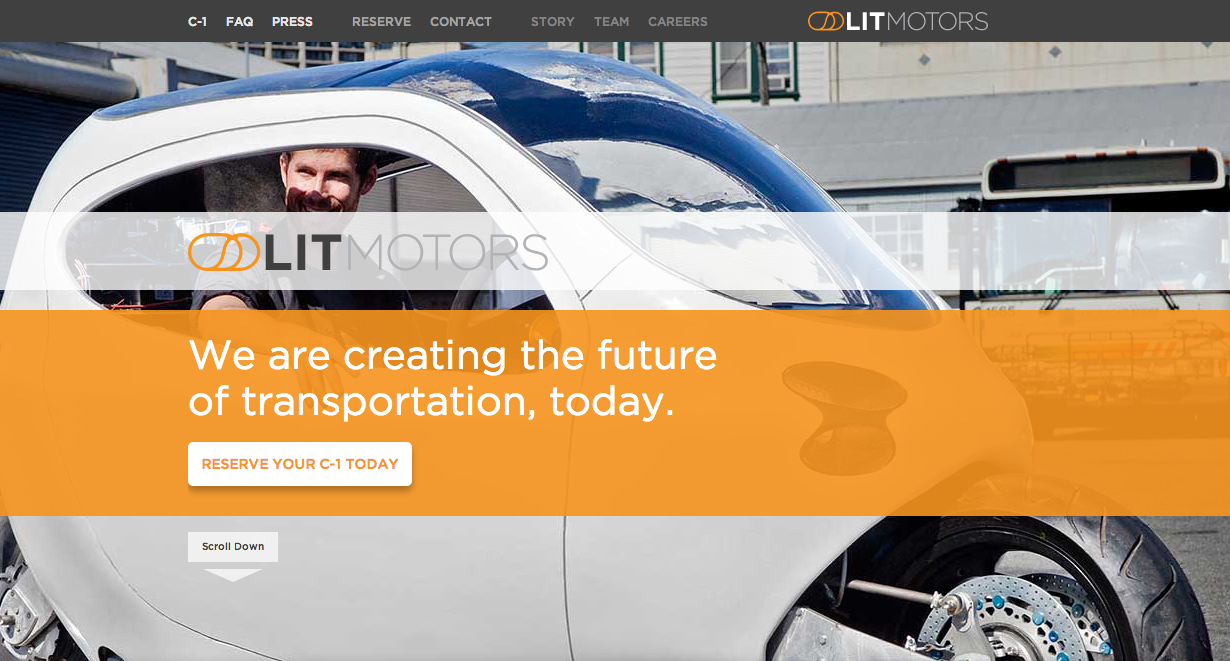 C-1 FAQ PRESS RESERVE CONTACT STORY TEAM CAREERS LITMOTORS
LITMOTORS
We are creating the future
of transportation, today.
RESERVE YOUR C-1 TODAY
Scroll Down